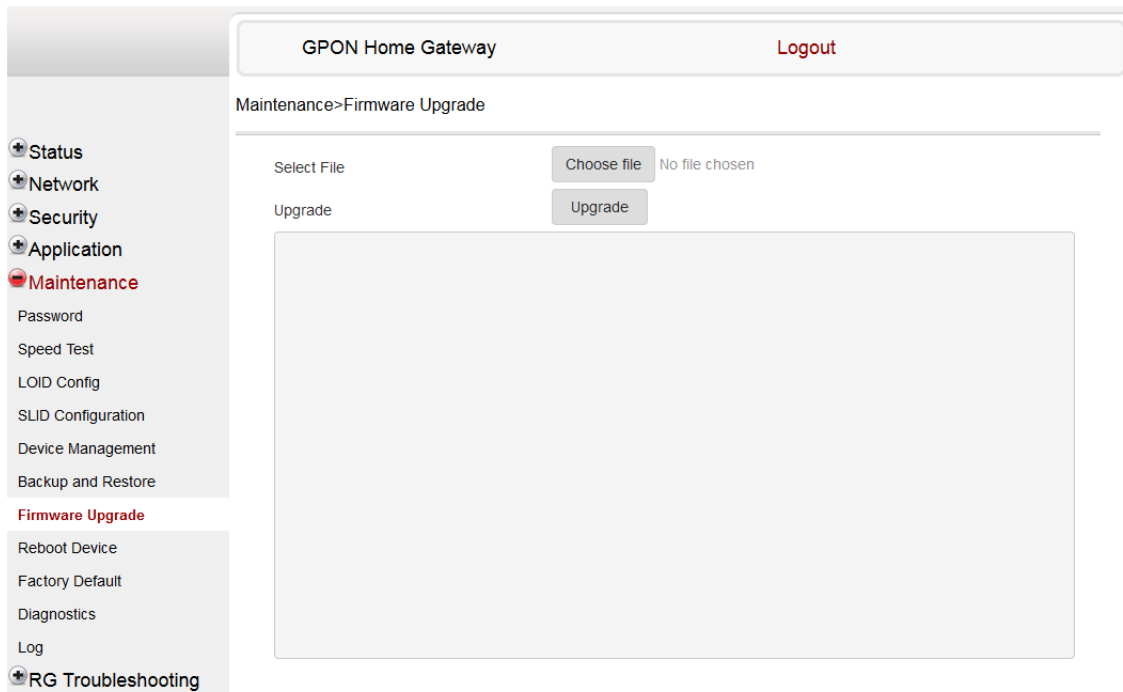 GPON Home Gateway Logout
Maintenance>Firmware Upgrade
Status
Network
Security
Application
Maintenance
Password
Speed Test
LOID Config
SLID Configuration
Device Management
Backup and Restore
Firmware Upgrade
Reboot Device
Factory Default
Diagnostics
Log
RG Troubleshooting
Select File Choose file No file chosen
Upgrade Upgrade